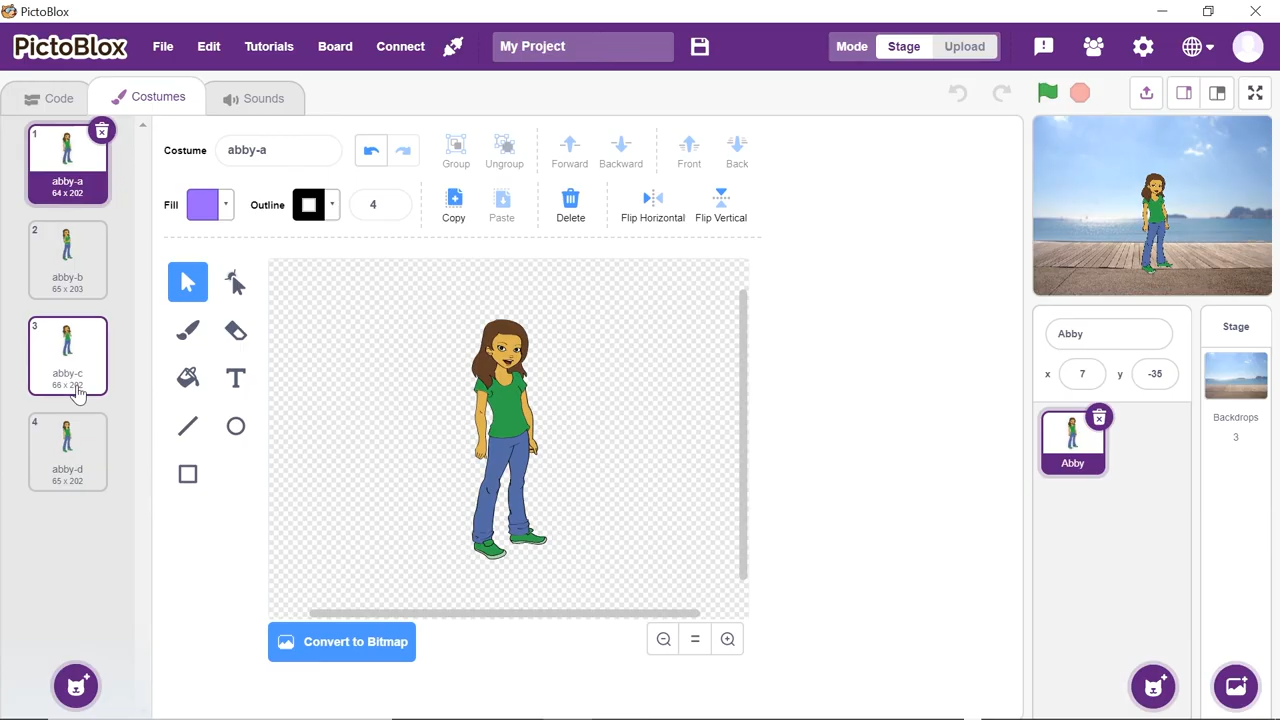 PictoBlox
PictoBlox File Edit Tutorials Board Connect My Project Mode Stage Upload
Code Costumes Sounds
1
abby-a
64 x 202
2
abby-b
65 x 203
3
abby-c
66 x 202
4
abby-d
65 x 202
Costume abby-a
Group Ungroup Forward Backward Front Back
Fill Outline 4
Copy Paste Delete Flip Horizontal Flip Vertical
T
Convert to Bitmap
=
Abby
x 7 y -35
Abby
Stage
Backdrops
3